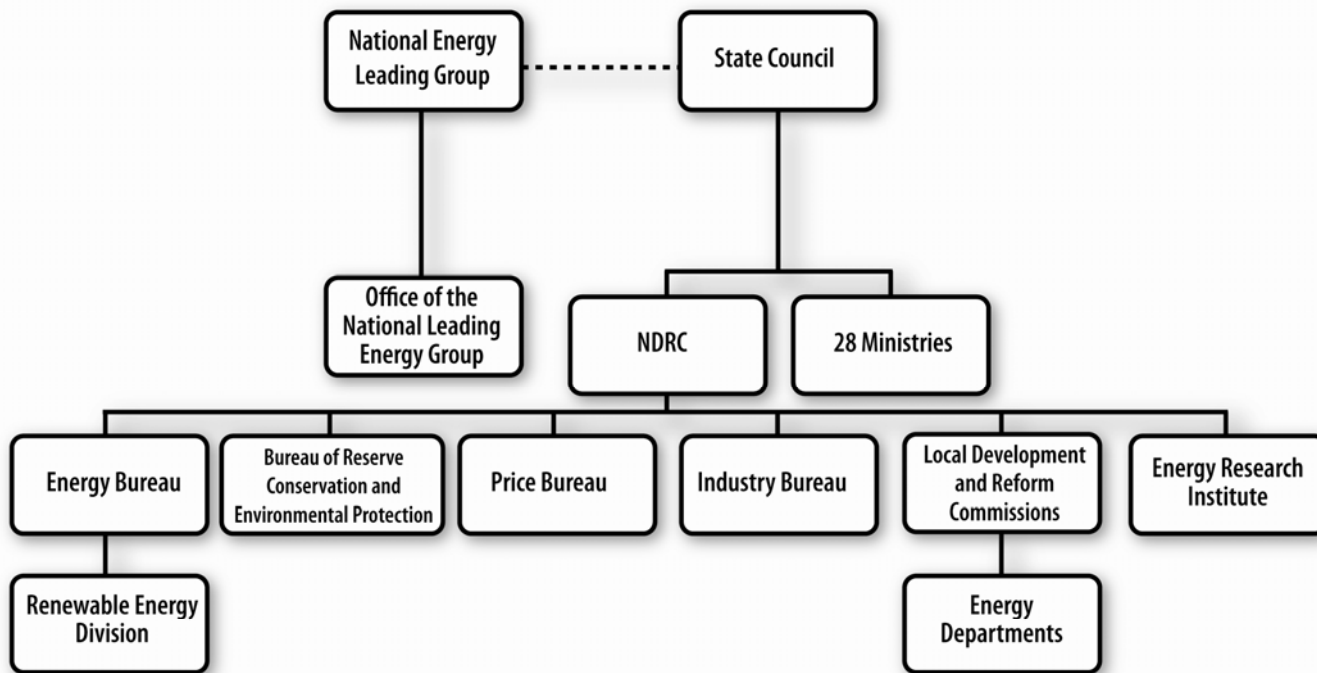 National Energy
Leading Group
State Council
Office of the
National Leading
Energy Group
NDRC
28 Ministries
Energy Bureau
Bureau of Reserve
Conservation and
Environmental Protection
Price Bureau
Industry Bureau
Local Development
and Reform
Commissions
Energy Research
Institute
Renewable Energy
Division
Energy
Departments